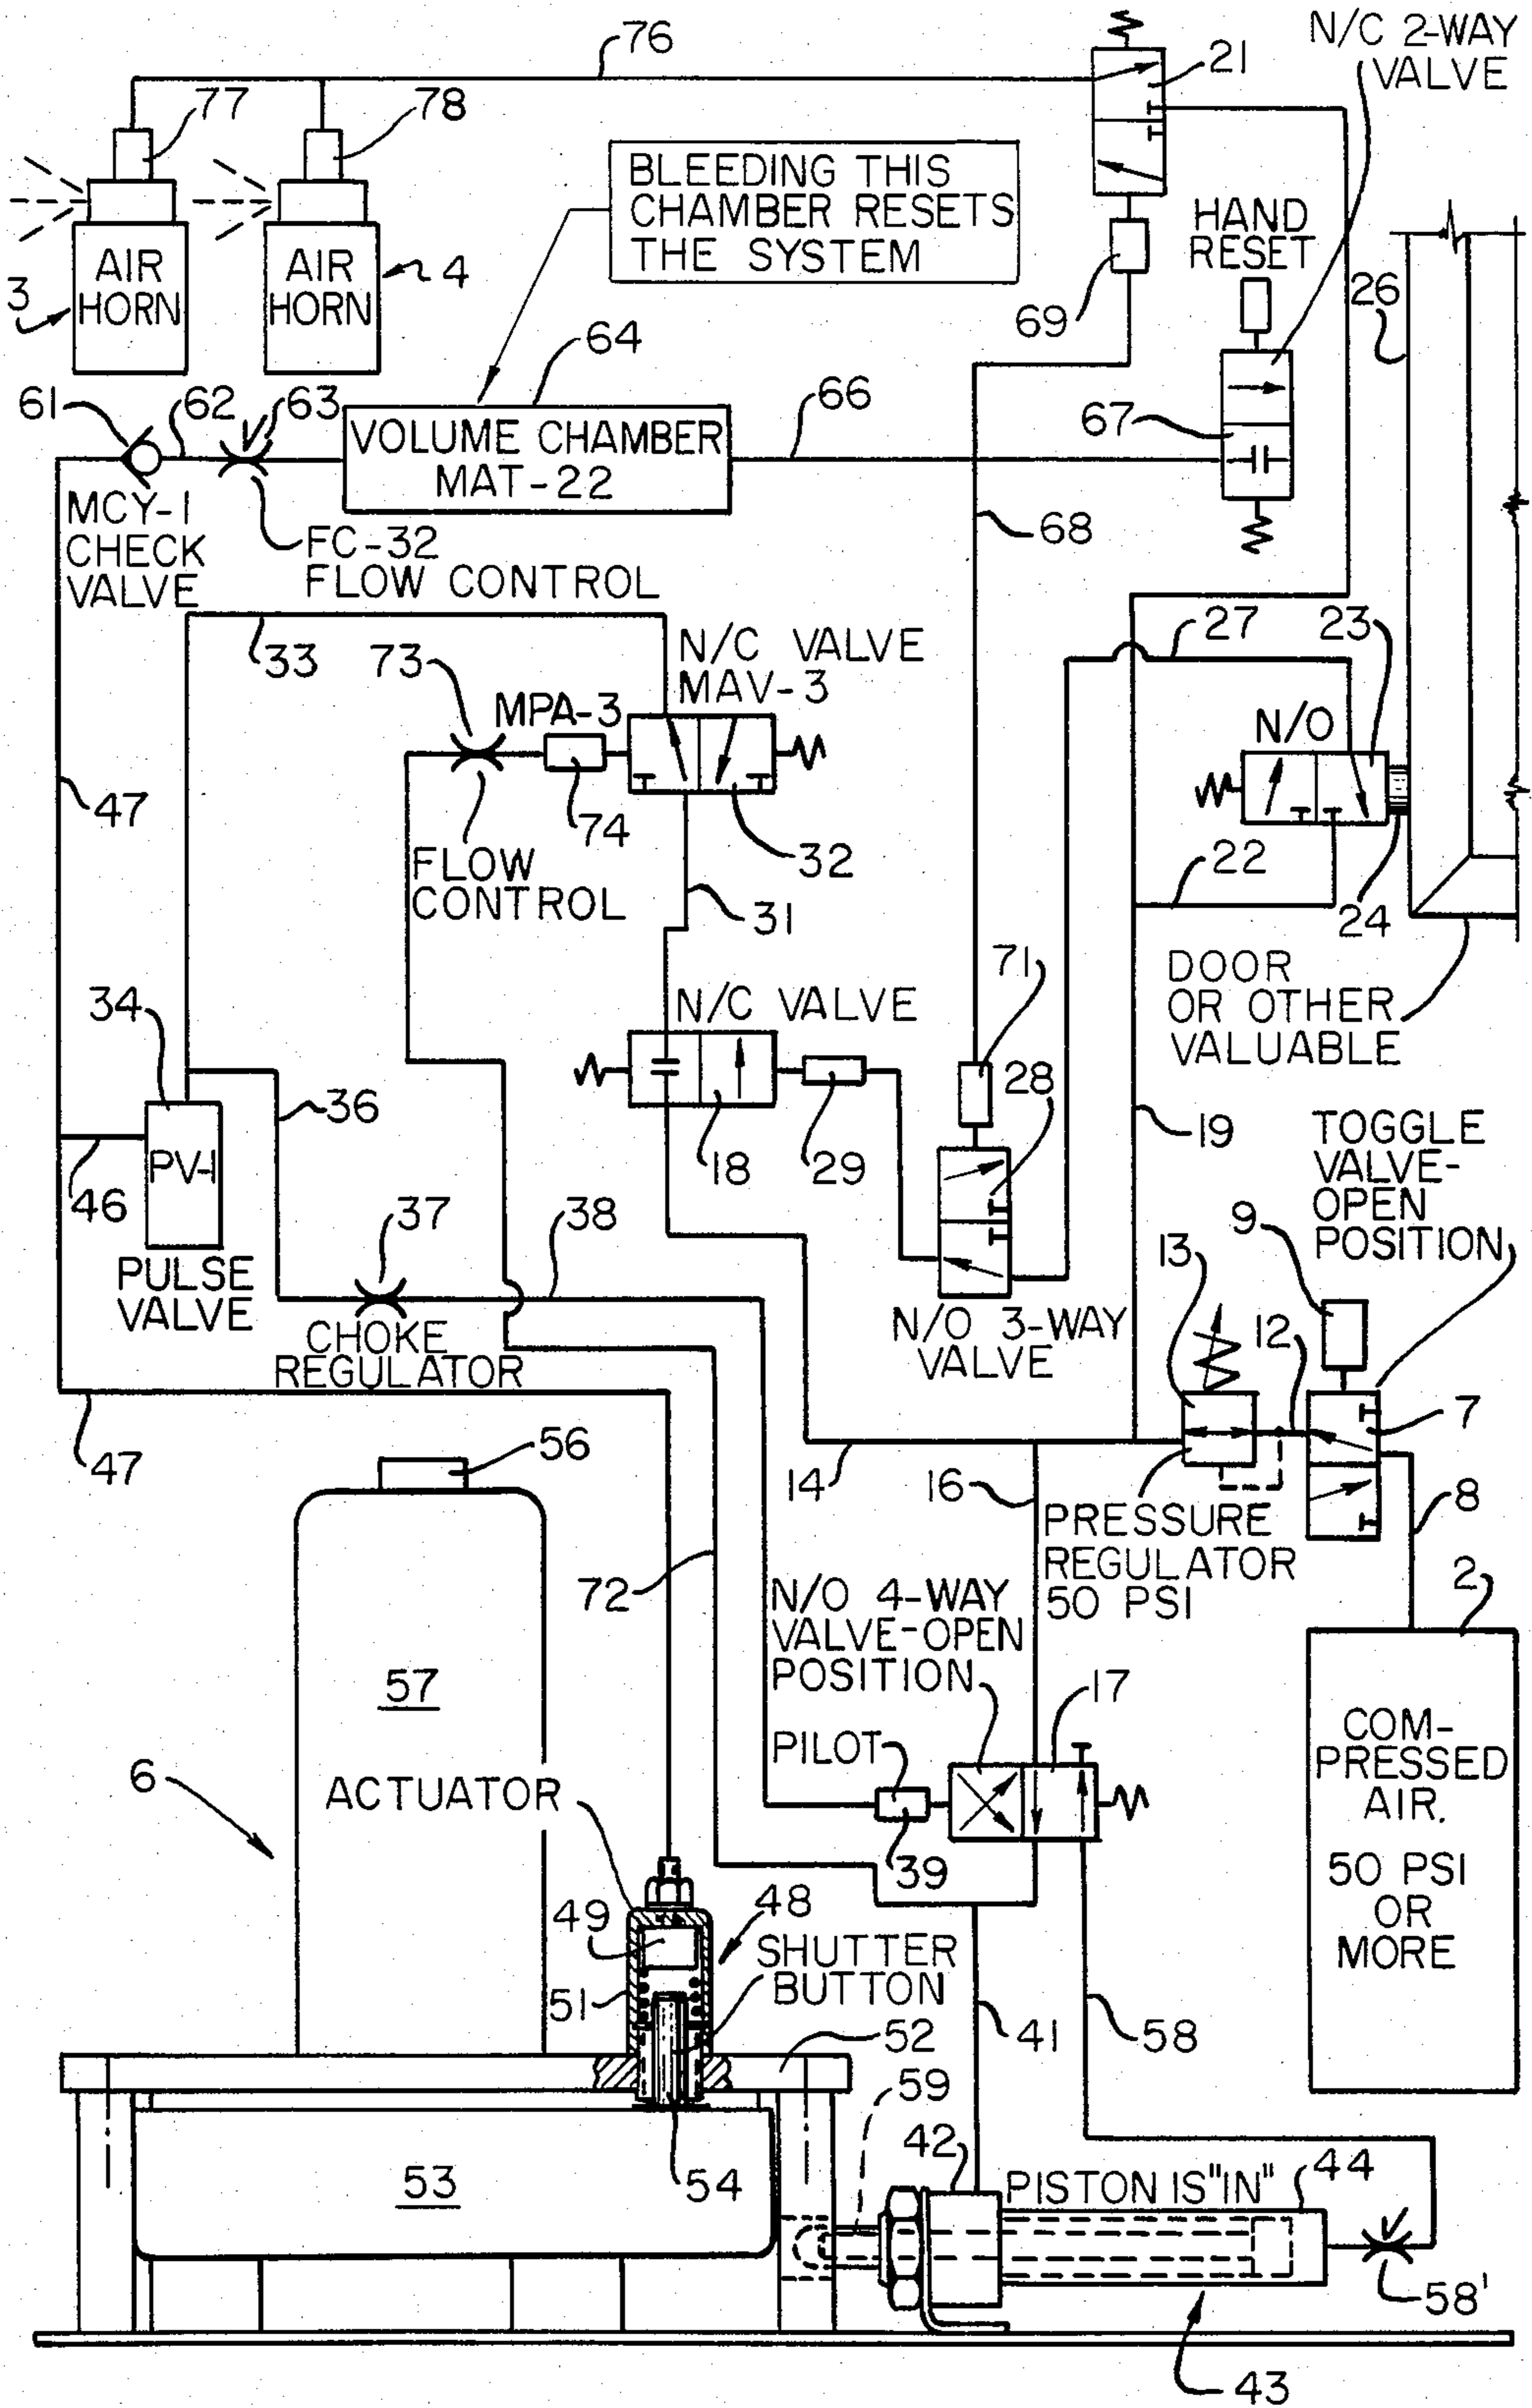 76
N/C 2-WAY
VALVE
21
77
78
BLEEDING THIS
CHAMBER RESETS
THE SYSTEM
HAND
RESET
AIR
HORN
AIR
HORN
3
4
69
26
64
61
62
63
66
67
VOLUME CHAMBER
MAT-22
MCY-1
CHECK
VALVE
FC-32
FLOW CONTROL
68
33
73
N/C VALVE
MAV-3
27
23
MPA-3
N/O
47
74
32
FLOW
CONTROL
22
24
31
71
DOOR
OR OTHER
VALUABLE
34
N/C VALVE
28
36
18
29
19
TOGGLE
VALVE-
OPEN
POSITION
PV-1
46
37
38
9
13
12
PULSE
VALVE
CHOKE
REGULATOR
N/O 3-WAY
VALVE
7
47
56
14
16
8
PRESSURE
REGULATOR
50 PSI
72
N/O 4-WAY
VALVE-OPEN
POSITION
2
57
17
COM-
PRESSED
AIR.
50 PSI
OR
MORE
PILOT
6
ACTUATOR
39
49
48
SHUTTER
BUTTON
51
52
41
58
59
42
53
54
PISTON IS "IN"
44
58'
43